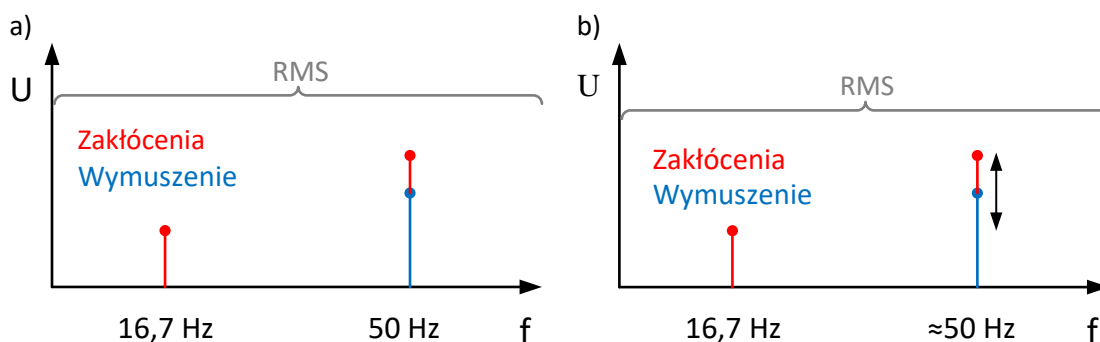 a)
U
RMS
Zakłócenia
Wymuszenie
16,7 Hz
50 Hz
f
b)
U
RMS
Zakłócenia
Wymuszenie
16,7 Hz
≈50 Hz
f